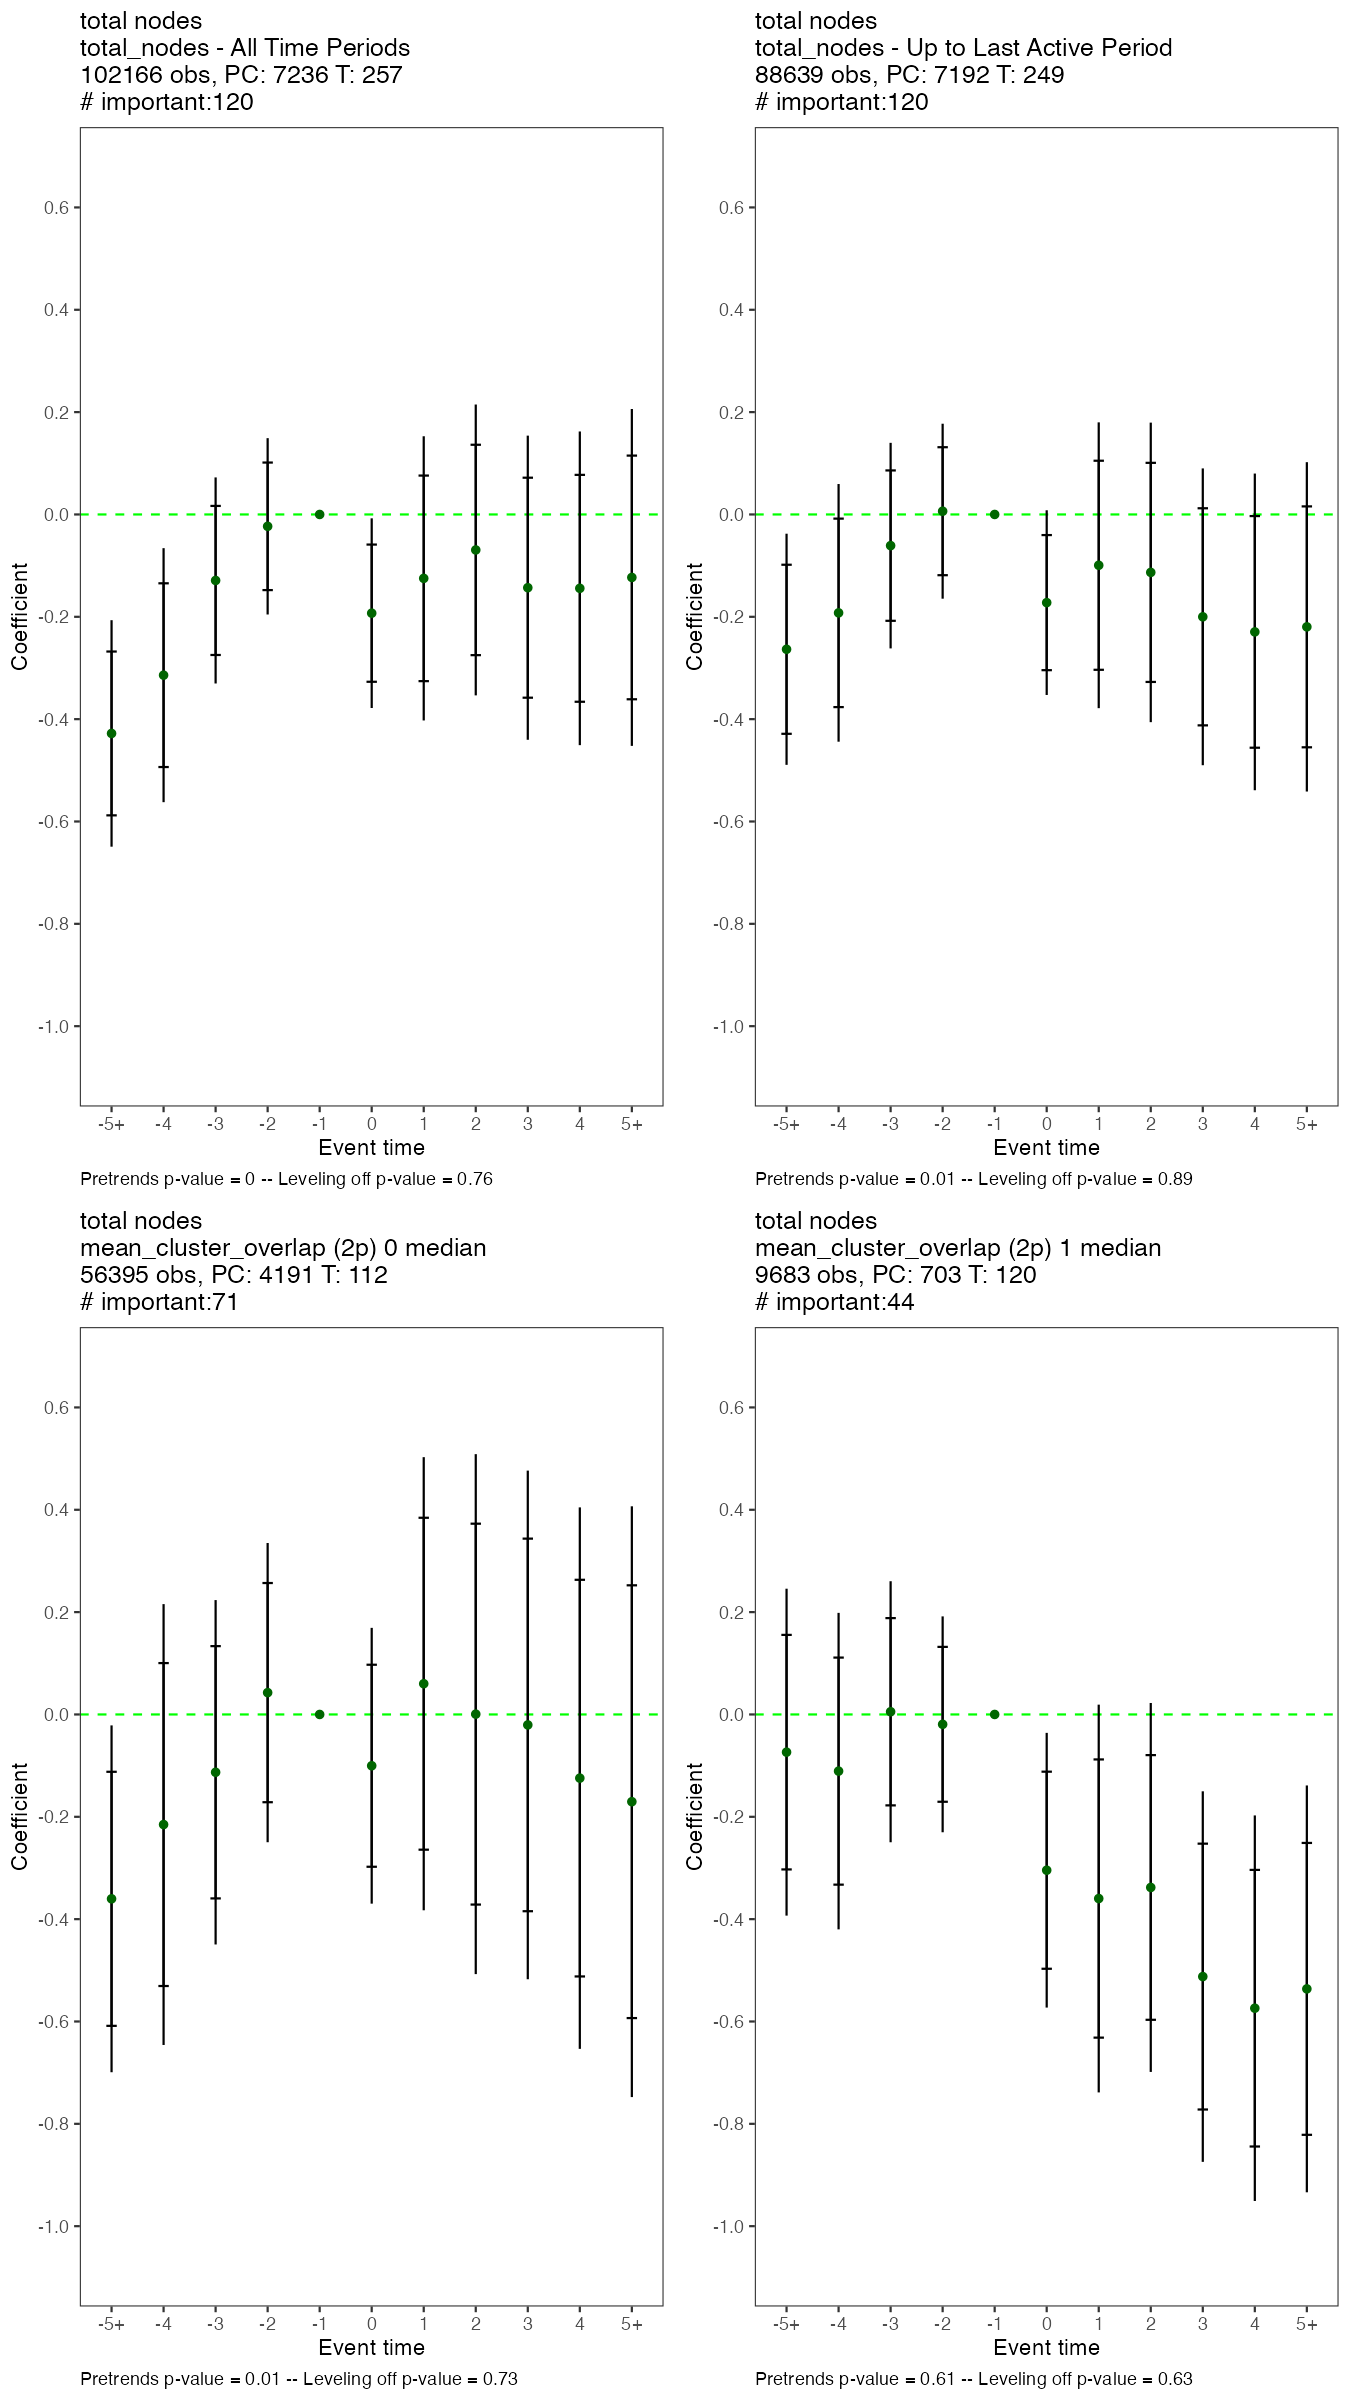 total nodes
total_nodes - All Time Periods
102166 obs, PC: 7236 T: 257
# important:120
0.6
0.4
0.2
0.0
-0.2
-0.4
-0.6
-0.8
-1.0
Coefficient
-5+ -4 -3 -2 -1 0 1 2 3 4 5+
Event time
Pretrends p-value = 0 -- Leveling off p-value = 0.76
total nodes
total_nodes - Up to Last Active Period
88639 obs, PC: 7192 T: 249
# important:120
0.6
0.4
0.2
0.0
-0.2
-0.4
-0.6
-0.8
-1.0
Coefficient
-5+ -4 -3 -2 -1 0 1 2 3 4 5+
Event time
Pretrends p-value = 0.01 -- Leveling off p-value = 0.89
total nodes
mean_cluster_overlap (2p) 0 median
56395 obs, PC: 4191 T: 112
# important:71
0.6
0.4
0.2
0.0
-0.2
-0.4
-0.6
-0.8
-1.0
Coefficient
-5+ -4 -3 -2 -1 0 1 2 3 4 5+
Event time
Pretrends p-value = 0.01 -- Leveling off p-value = 0.73
total nodes
mean_cluster_overlap (2p) 1 median
9683 obs, PC: 703 T: 120
# important:44
0.6
0.4
0.2
0.0
-0.2
-0.4
-0.6
-0.8
-1.0
Coefficient
-5+ -4 -3 -2 -1 0 1 2 3 4 5+
Event time
Pretrends p-value = 0.61 -- Leveling off p-value = 0.63